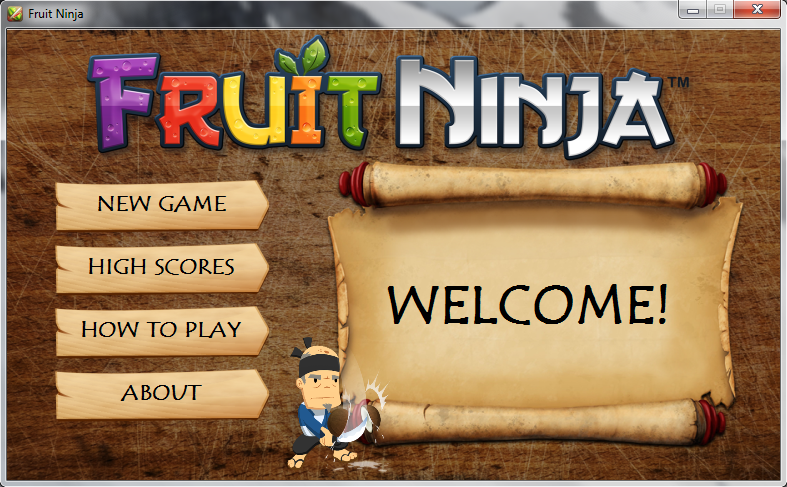 Fruit Ninja
FRUIT NINJA™
NEW GAME
HIGH SCORES
HOW TO PLAY
ABOUT
WELCOME!